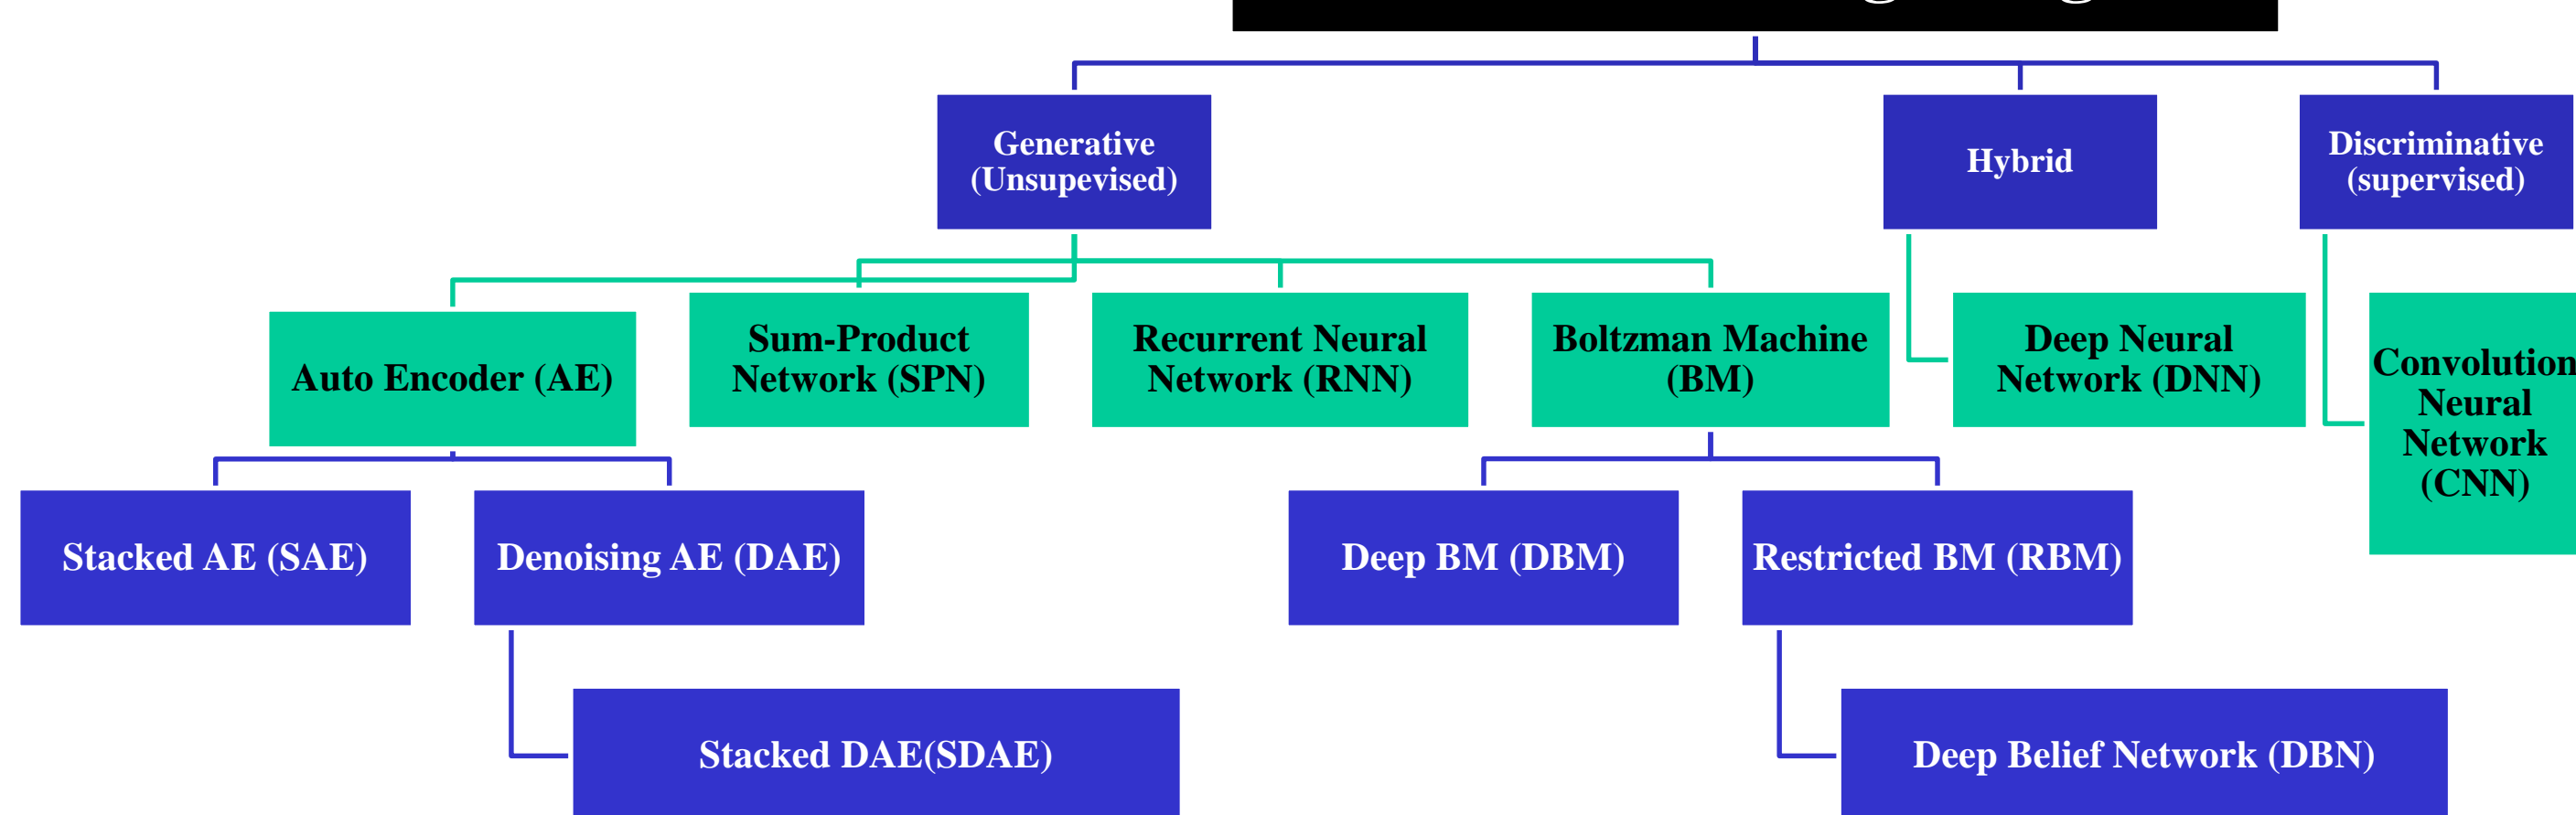 Generative
(Unsupevised)
Hybrid
Discriminative
(supervised)
Auto Encoder (AE)
Sum-Product
Network (SPN)
Recurrent Neural
Network (RNN)
Boltzman Machine
(BM)
Deep Neural
Network (DNN)
Convolution
Neural
Network
(CNN)
Stacked AE (SAE)
Denoising AE (DAE)
Deep BM (DBM)
Restricted BM (RBM)
Stacked DAE(SDAE)
Deep Belief Network (DBN)